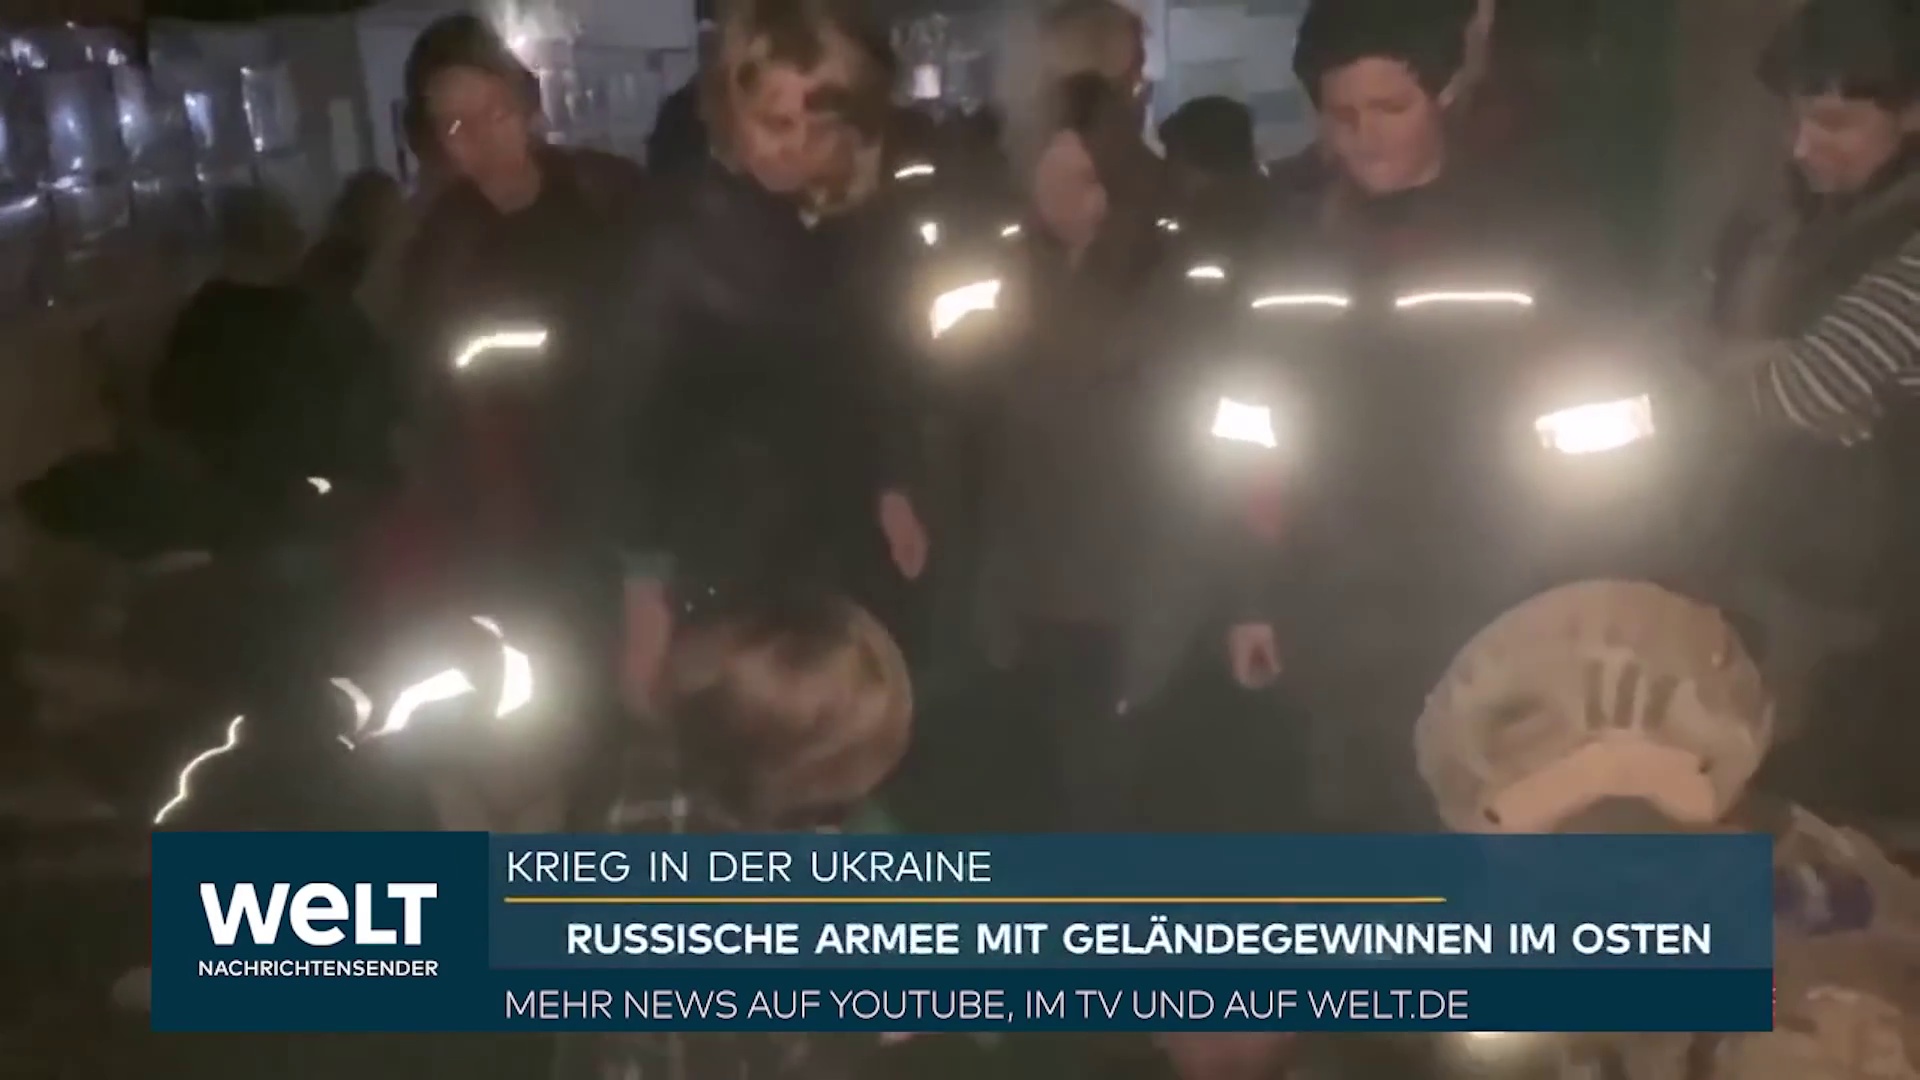 KRIEG IN DER UKRAINE
RUSSISCHE ARMEE MIT GELÄNDEGEWINNEN IM OSTEN
WELT
NACHRICHTENSENDER
MEHR NEWS AUF YOUTUBE, IM TV UND AUF WELT.DE